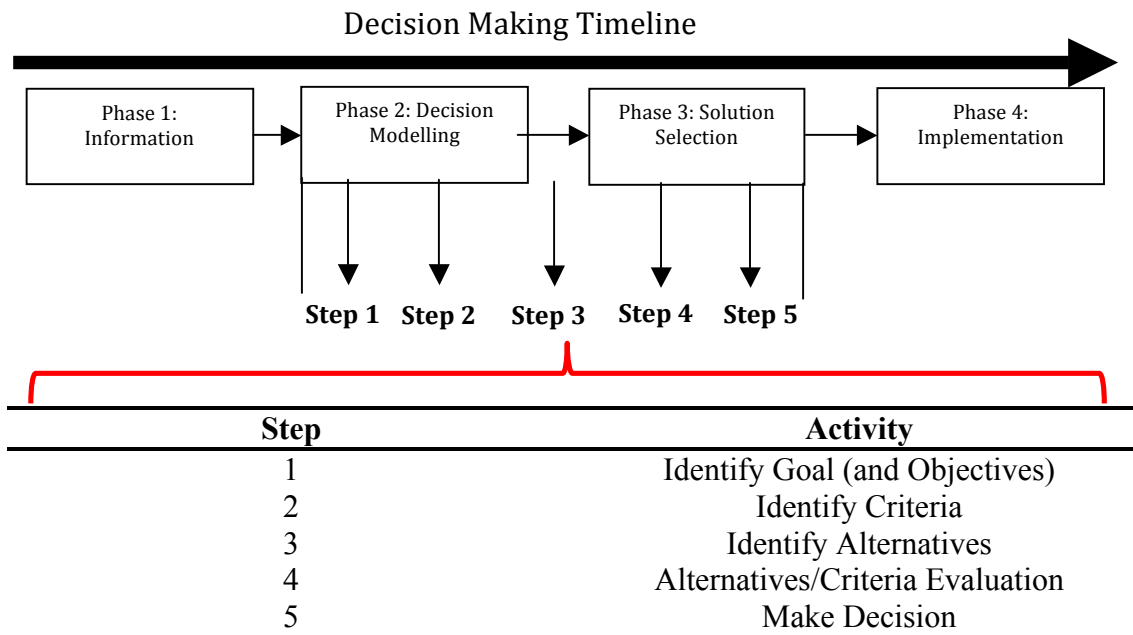 Decision Making Timeline
Phase 1:
Information
Phase 2: Decision
Modelling
Phase 3: Solution
Selection
Phase 4:
Implementation
Step 1 Step 2 Step 3 Step 4 Step 5
Step Activity
1 Identify Goal (and Objectives)
2 Identify Criteria
3 Identify Alternatives
4 Alternatives/Criteria Evaluation
5 Make Decision